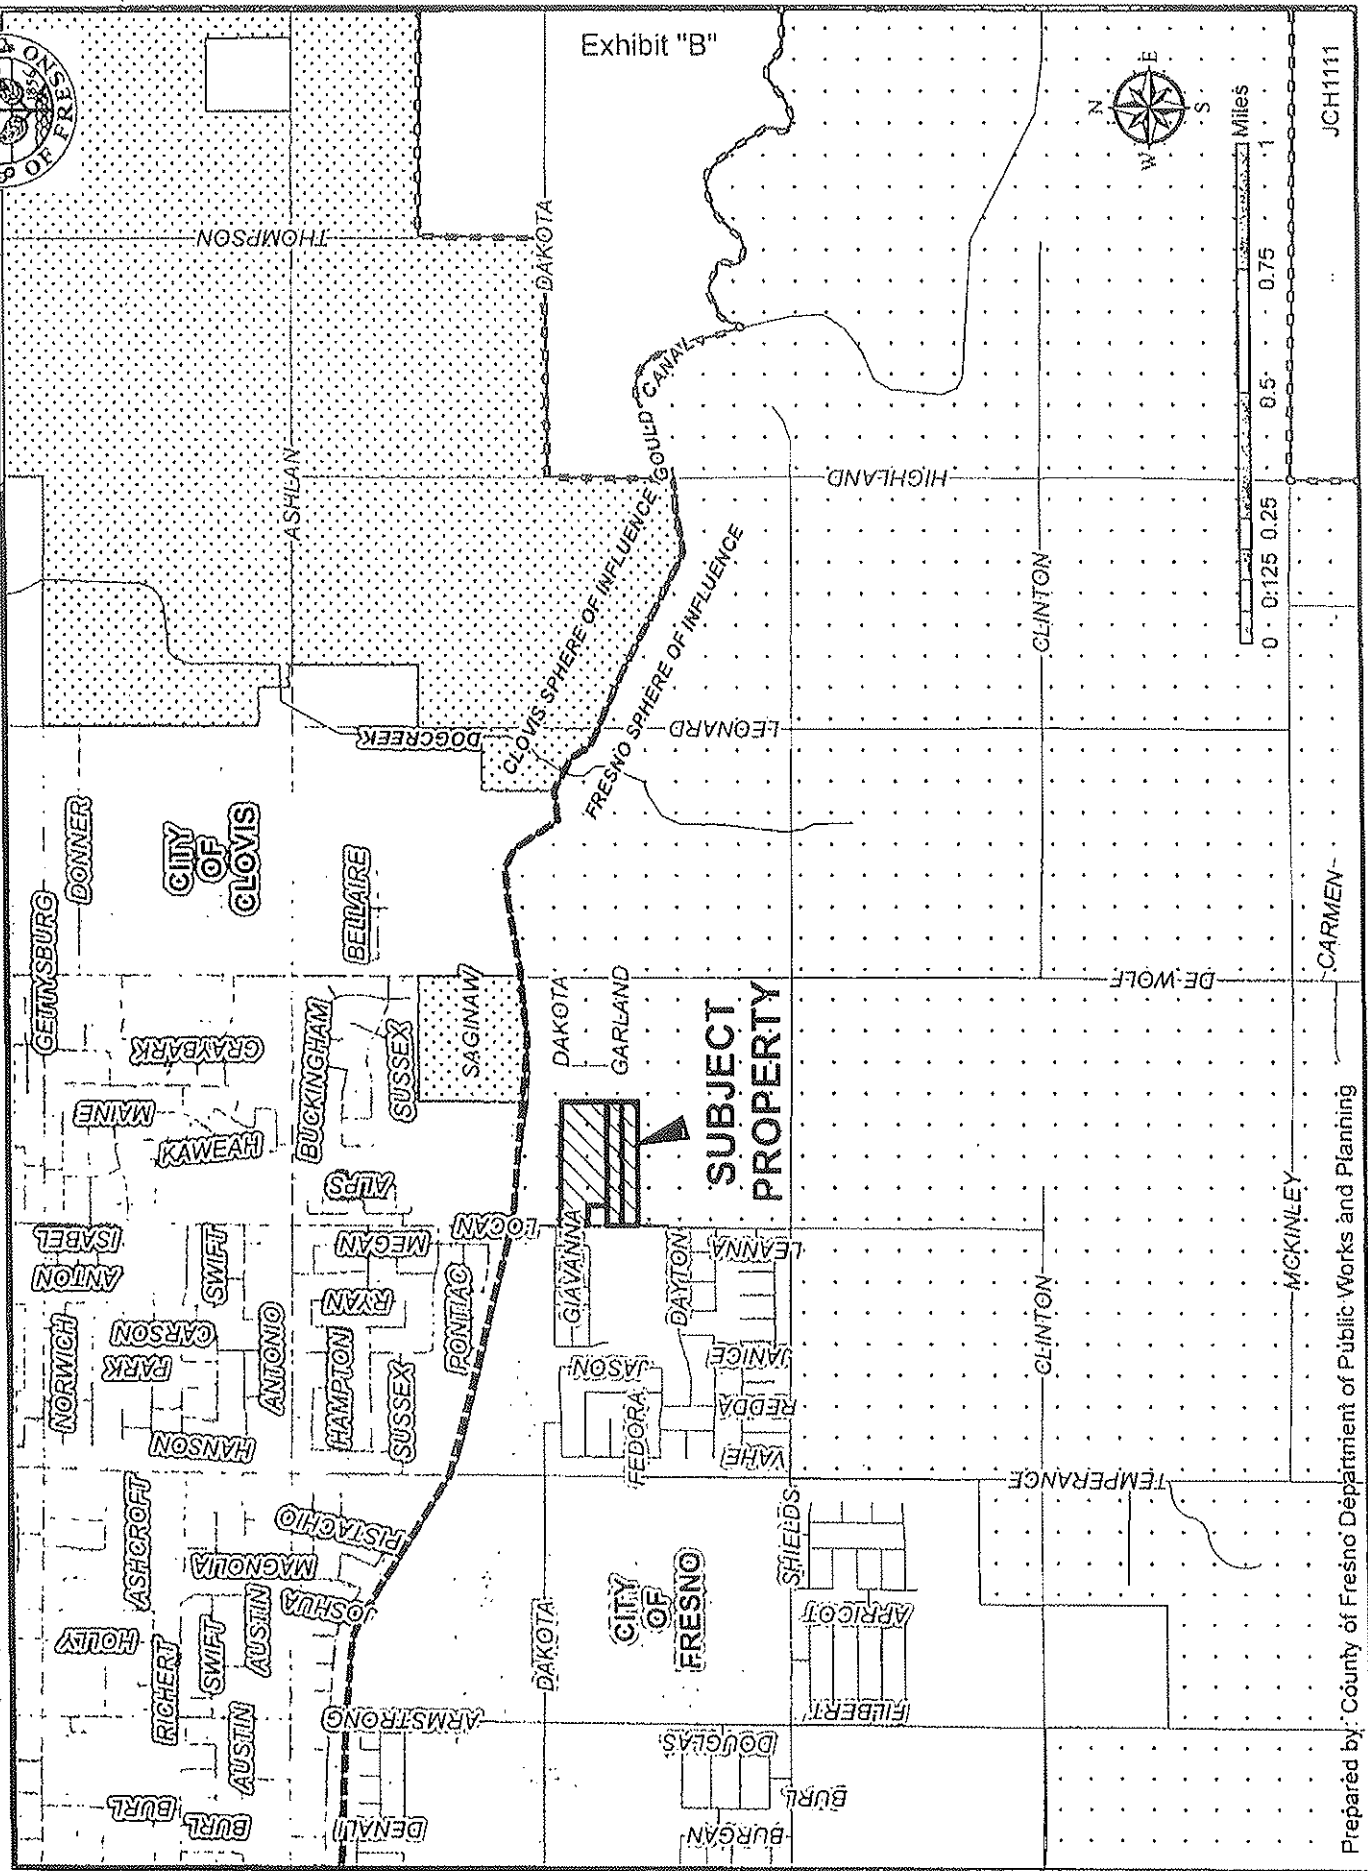 Exhibit "B"
OF FRESNO
1856
THOMPSON
DAKOTA
ASHLAN
GOULD CANAL
CLOVIS SPHERE OF INFLUENCE
FRESNO SPHERE OF INFLUENCE
HIGHLAND
CLINTON
LEONARD
DOGCREEK
DONNER
CITY
OF
CLOVIS
BELLAIRE
GETTYSBURG
GRAYBARK
MAINE
KAWEAH
BUCKINGHAM
SUSSEX
SAGINAW
ALPS
DAKOTA
GARLAND
DE WOLF
CARMEN
SUBJECT
PROPERTY
LOCAN
ISABEL
ANTON
SWIFT
MEGAN
RYAN
PONTIAC
GIAVANNA
DAYTON
LEANNA
NORWICH
CARSON
PARK
ANTONIO
HAMPTON
HANSON
SUSSEX
JASON
FEDORA
JANICE
REDDA
VAHE
CLINTON
MCKINLEY
TEMPERANCE
ASHCROFT
PISTACHIO
MAGNOLIA
JOSHUA
HOLLY
RICHERT
SWIFT
AUSTIN
AUSTIN
BURL
BURL
ARMSTRONG
DENALI
DAKOTA
CITY
OF
FRESNO
SHIELDS
APRICOT
FILBERT
DOUGLAS
BURL
BURGAN
N
W
E
S
0 0.125 0.25 0.5 0.75 1
Miles
Prepared by: County of Fresno Department of Public Works and Planning
JCH1111